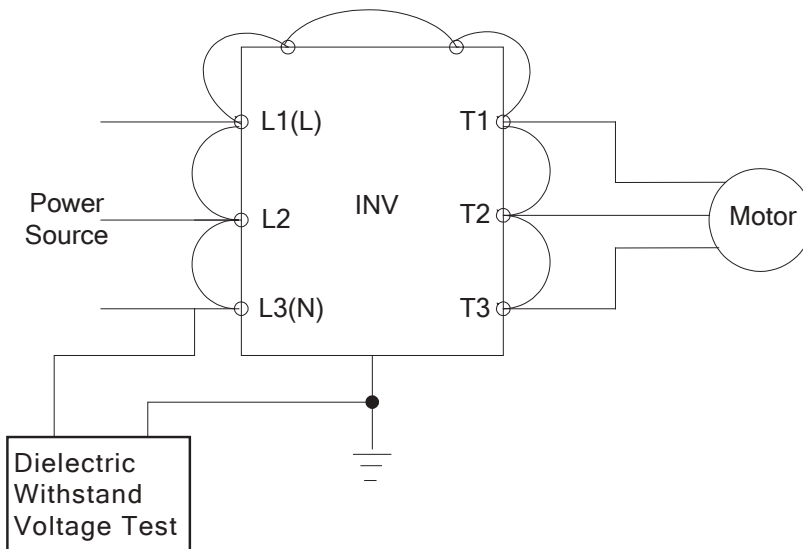 L1(L)
T1
Power
Source
L2
INV
T2
Motor
L3(N)
T3
Dielectric
Withstand
Voltage Test